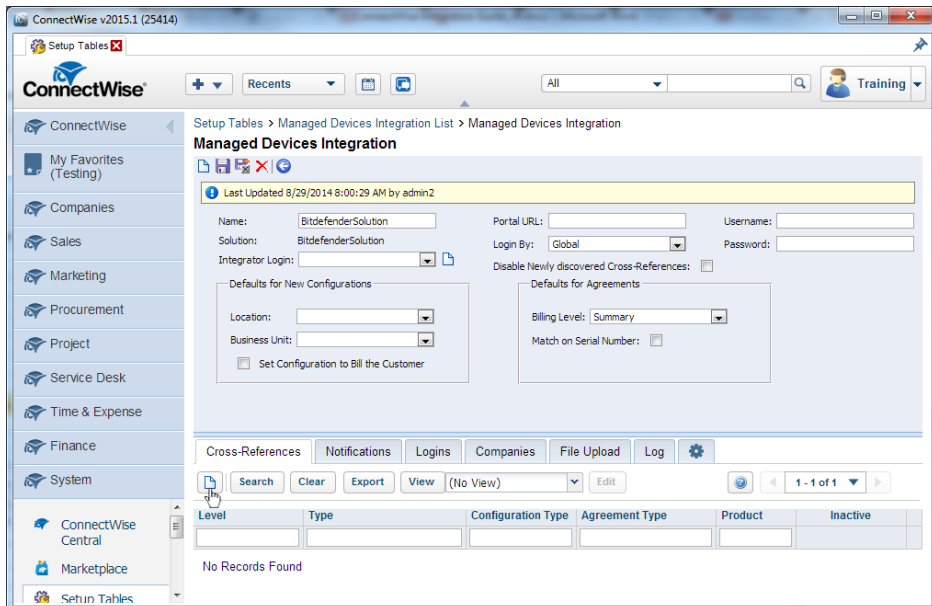 ConnectWise v2015.1 (25414)
Setup Tables
ConnectWise®
Recents
All
Training
ConnectWise
My Favorites
(Testing)
Companies
Sales
Marketing
Procurement
Project
Service Desk
Time & Expense
Finance
System
ConnectWise
Central
Marketplace
Setup Tables
Setup Tables > Managed Devices Integration List > Managed Devices Integration
Managed Devices Integration
Last Updated 8/29/2014 8:00:29 AM by admin2
Name: BitdefenderSolution
Solution: BitdefenderSolution
Integrator Login:
Portal URL:
Login By: Global
Disable Newly discovered Cross-References:
Username:
Password:
Defaults for New Configurations
Location:
Business Unit:
Set Configuration to Bill the Customer
Defaults for Agreements
Billing Level: Summary
Match on Serial Number:
Cross-References Notifications Logins Companies File Upload Log
Search Clear Export View (No View) Edit 1 - 1 of 1
Level Type Configuration Type Agreement Type Product Inactive
No Records Found